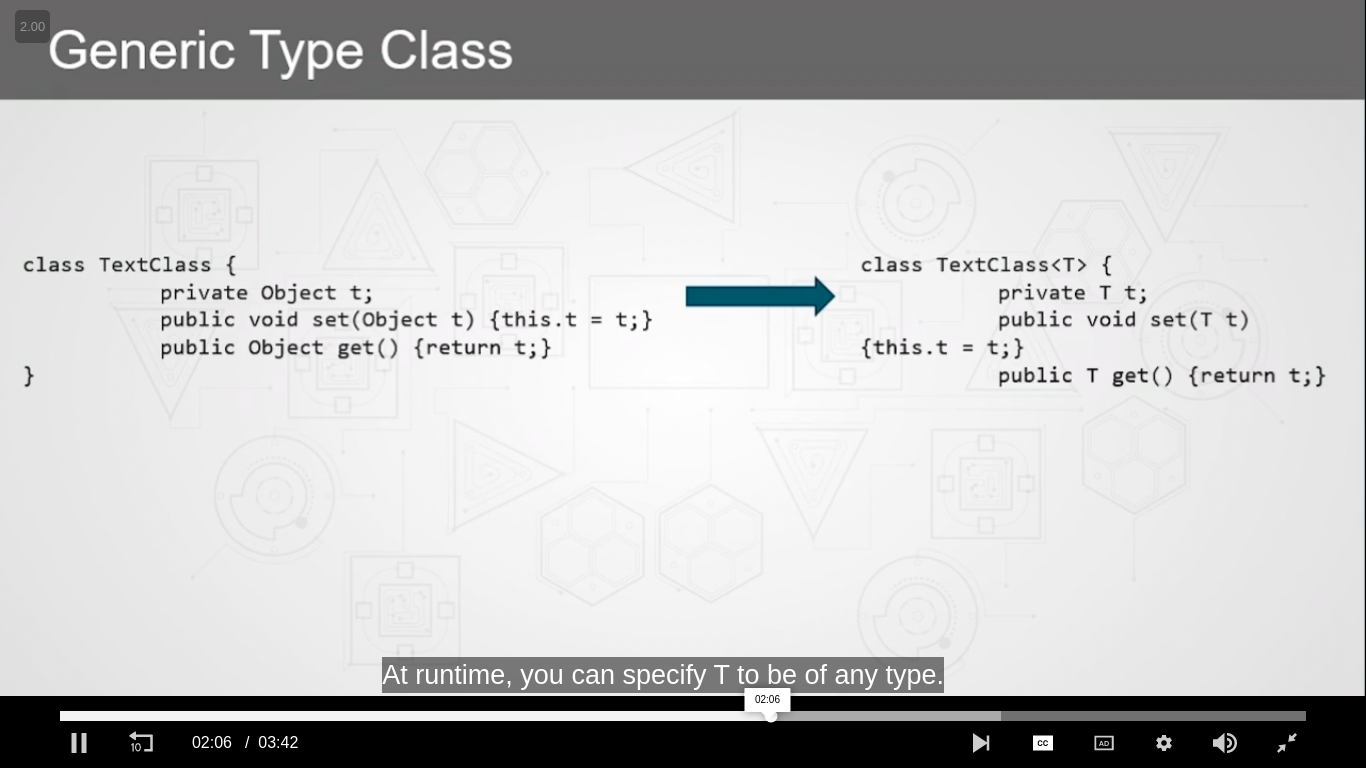 2.00
Generic Type Class
class TextClass {
private Object t;
public void set(Object t) {this.t = t;}
public Object get() {return t;}
}
class TextClass<T> {
private T t;
public void set(T t)
{this.t = t;}
public T get() {return t;}
At runtime, you can specify T to be of any type.
02:06
10
02:06 / 03:42
CC
AD